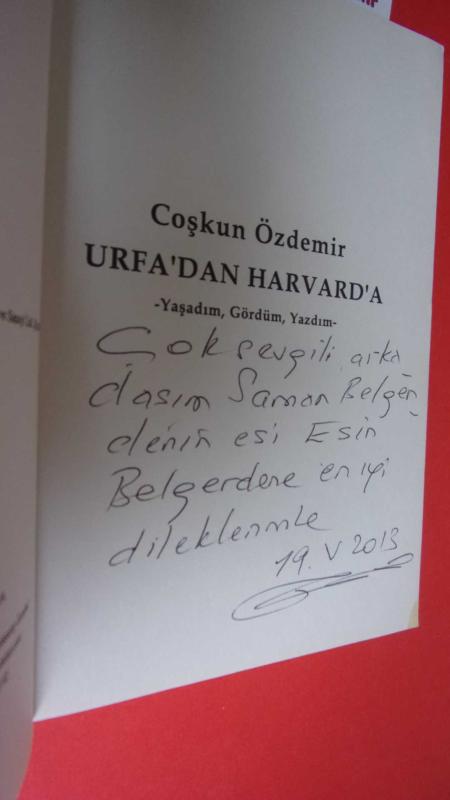 Coşkun Özdemir
URFA'DAN HARVARD'A
-Yaşadım, Gördüm, Yazdım-
Çok sevgili arka
daşım Saman Belger
denin eşi Esin
Belgerdene en iyi
dileklerimle
19. V 2013